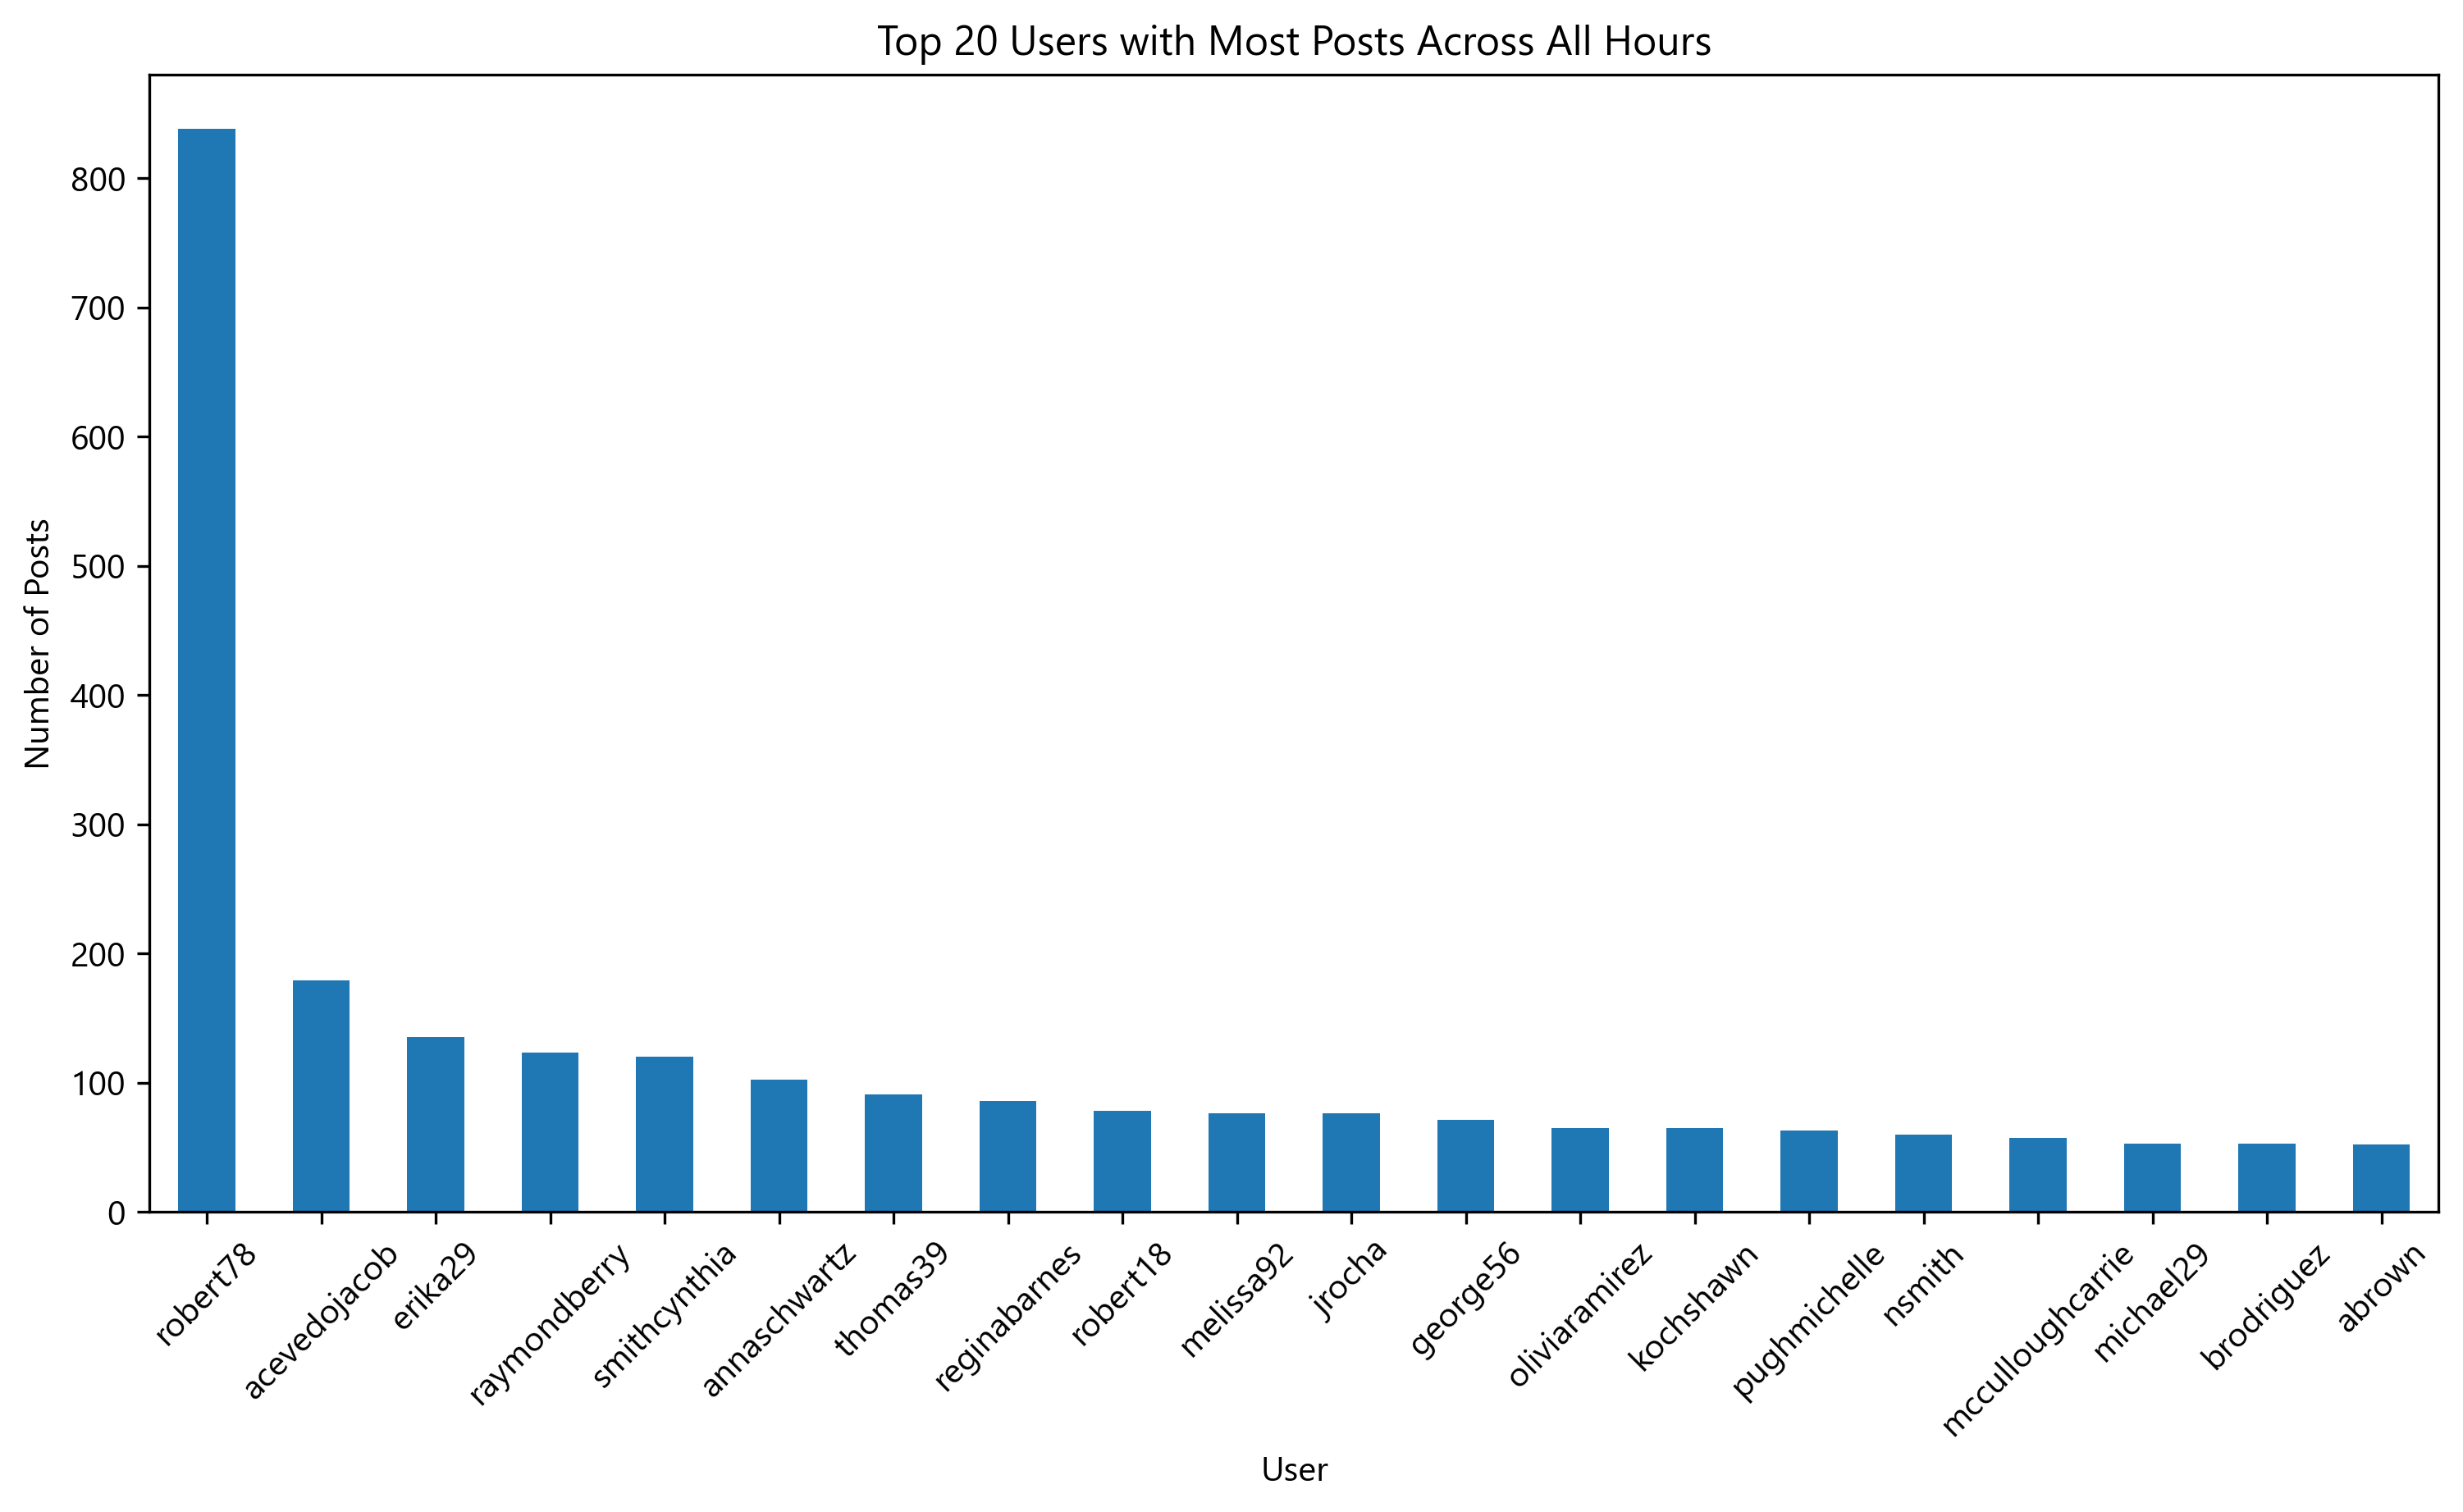 Top 20 Users with Most Posts Across All Hours
Number of Posts
800
700
600
500
400
300
200
100
0
robert78
acevedojacob
erika29
raymondberry
smithcynthia
annaschwartz
thomas39
reginabarnes
robert18
melissa92
jrocha
george56
oliviaramirez
kochshawn
pughmichelle
nsmith
mcculloughcarrie
michael29
brodriguez
abrown
User